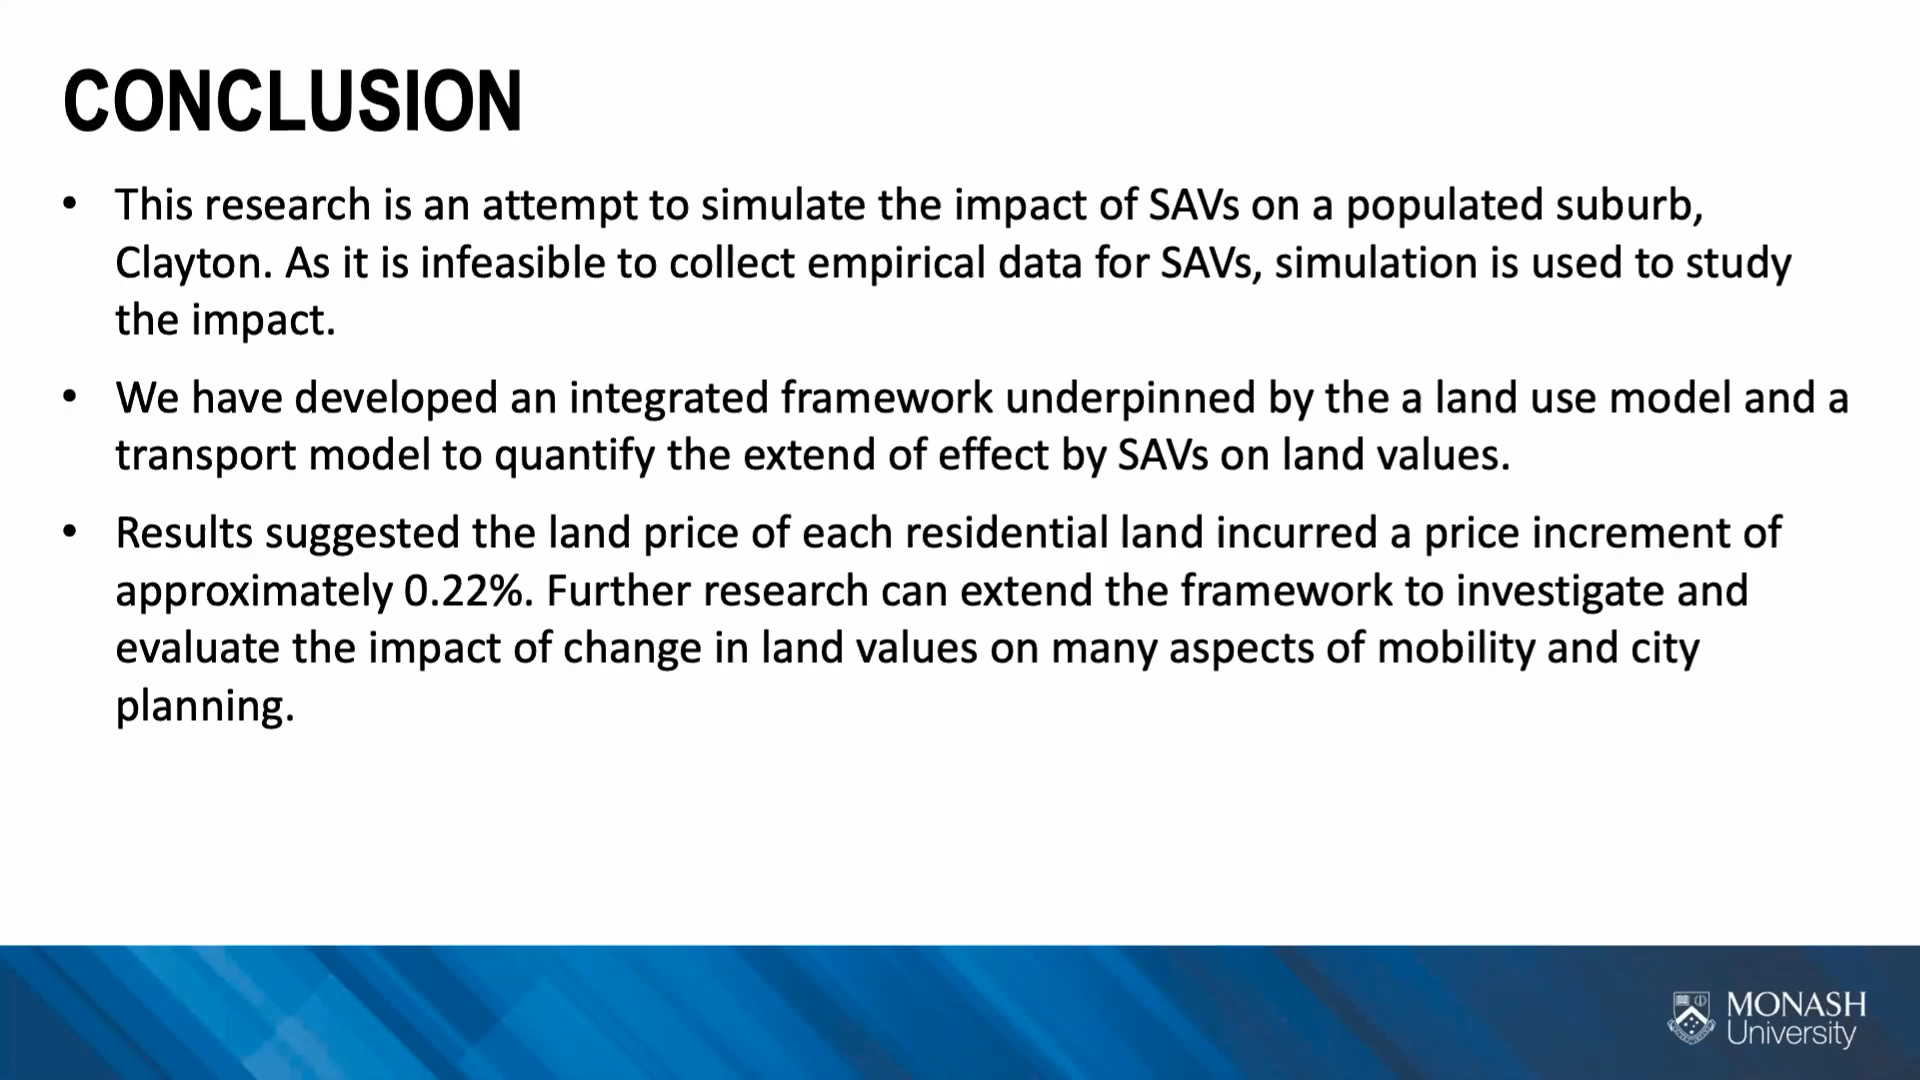 CONCLUSION
• This research is an attempt to simulate the impact of SAVs on a populated suburb,
Clayton. As it is infeasible to collect empirical data for SAVs, simulation is used to study
the impact.
• We have developed an integrated framework underpinned by the a land use model and a
transport model to quantify the extend of effect by SAVs on land values.
• Results suggested the land price of each residential land incurred a price increment of
approximately 0.22%. Further research can extend the framework to investigate and
evaluate the impact of change in land values on many aspects of mobility and city
planning.
MONASH
University